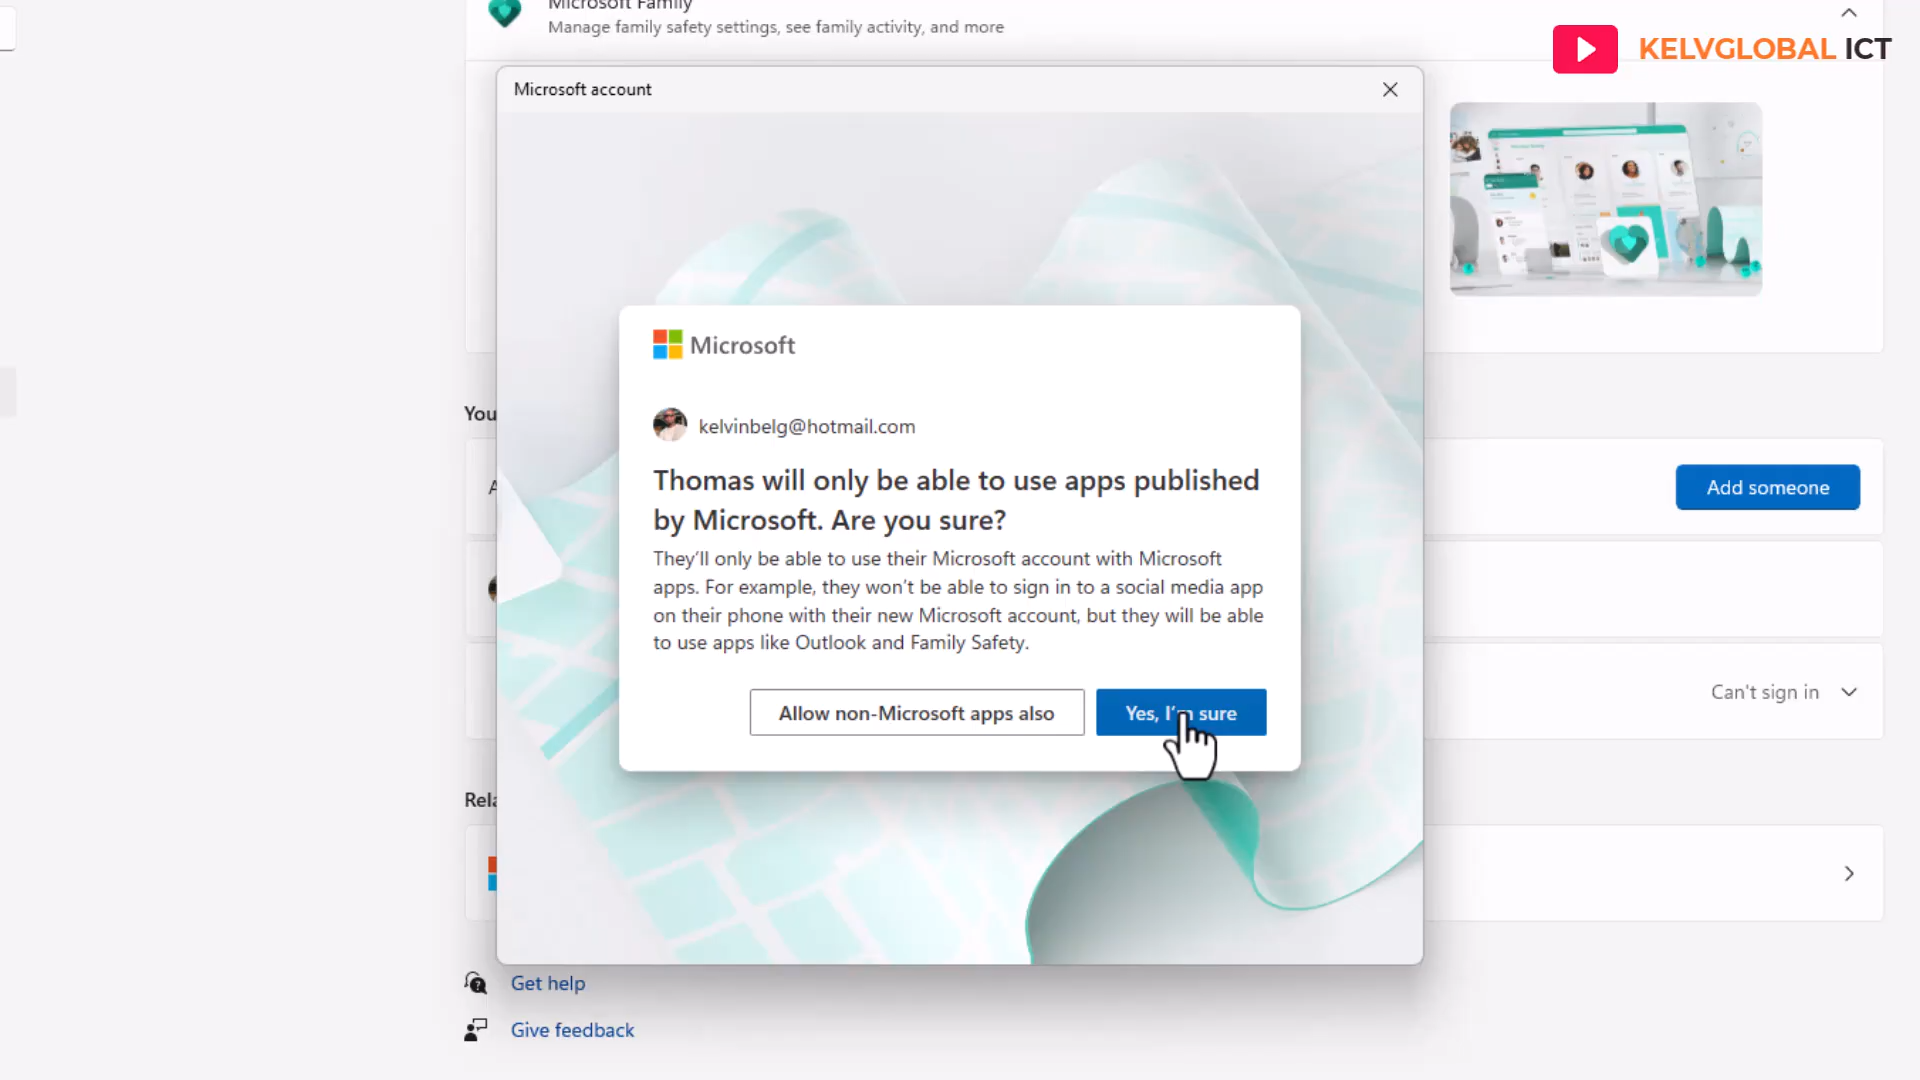 Microsoft Family
Manage family safety settings, see family activity, and more
KELVGLOBAL ICT
Microsoft account
Microsoft
kelvinbelg@hotmail.com
Thomas will only be able to use apps published
by Microsoft. Are you sure?
They'll only be able to use their Microsoft account with Microsoft
apps. For example, they won't be able to sign in to a social media app
on their phone with their new Microsoft account, but they will be able
to use apps like Outlook and Family Safety.
Allow non-Microsoft apps also
Yes, I'm sure
You
A
Add someone
Can't sign in
Rela
Get help
Give feedback